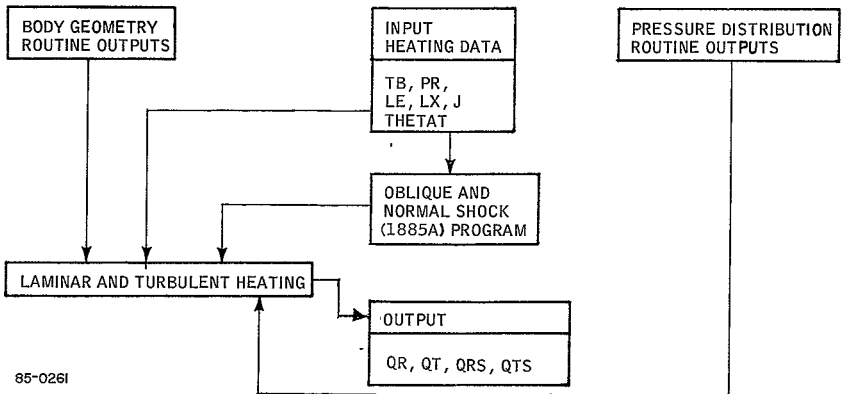 BODY GEOMETRY
ROUTINE OUTPUTS
INPUT
HEATING DATA
TB, PR,
LE, LX, J
THETAT
PRESSURE DISTRIBUTION
ROUTINE OUTPUTS
OBLIQUE AND
NORMAL SHOCK
(1885A) PROGRAM
LAMINAR AND TURBULENT HEATING
OUTPUT
QR, QT, QRS, QTS
85-0261